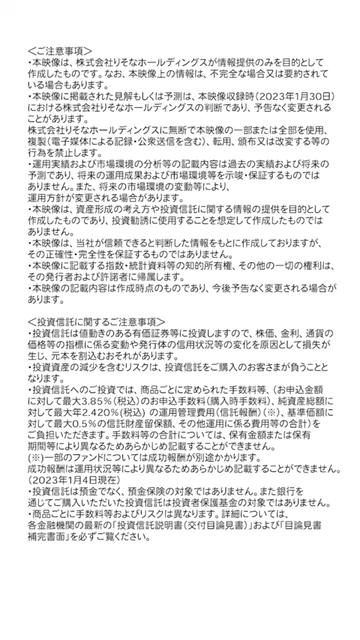 ＜ご注意事項＞
・本映像は、株式会社りそなホールディングスが情報提供のみを目的として
作成したものです。なお、本映像上の情報は、不完全な場合又は要約されて
いる場合もあります。
・本映像に掲載された見解もしくは予測は、本映像収録時（2023年1月30日）
における株式会社りそなホールディングスの判断であり、予告なく変更される
ことがあります。
株式会社りそなホールディングスに無断で本映像の一部または全部を使用、
複製（電子媒体による記録・公衆送信を含む）、転用、頒布又は改変する等の
行為を禁止します。
・運用実績および市場環境の分析等の記載内容は過去の実績および将来の
予測であり、将来の運用成果および市場環境等を示唆・保証するものでは
ありません。また、将来の市場環境の変動等により、
運用方針が変更される場合があります。
・本映像は、資産形成の考え方や投資信託に関する情報の提供を目的として
作成したものであり、投資勧誘に使用することを想定して作成したものでは
ありません。
・本映像は、当社が信頼できると判断した情報をもとに作成しておりますが、
その正確性・完全性を保証するものではありません。
・本映像に記載する指数・統計資料等の知的所有権、その他の一切の権利は、
その発行者および許諾者に帰属します。
・本映像の記載内容は作成時点のものであり、今後予告なく変更する場合が
あります。
＜投資信託に関するご注意事項＞
・投資信託は値動きのある有価証券等に投資しますので、株価、金利、通貨の
価格等の指標に係る変動や発行体の信用状況等の変化を原因として損失が
生じ、元本を割込むおそれがあります。
・投資資産の減少を含むリスクは、投資信託をご購入のお客さまが負うことと
なります。
・投資信託へのご投資では、商品ごとに定められた手数料等、（お申込金額
に対して最大3.85％（税込）のお申込手数料（購入時手数料）、純資産総額に
対して最大年2.420％（税込） の運用管理費用（信託報酬）（※）、基準価額に
対して最大0.5％の信託財産留保額、その他運用に係る費用等の合計）を
ご負担いただきます。手数料等の合計については、保有金額または保有
期間等により異なるためあらかじめ記載することができません。
（※）一部のファンドについては成功報酬が別途かかります。
成功報酬は運用状況等により異なるためあらかじめ記載することができません。
（2023年1月4日現在）
・投資信託は預金でなく、預金保険の対象ではありません。また銀行を
通じてご購入いただいた投資信託は投資者保護基金の対象ではありません。
・商品ごとに手数料等およびリスクは異なります。詳細については、
各金融機関の最新の「投資信託説明書（交付目論見書）」および「目論見書
補完書面」を必ずご覧ください。